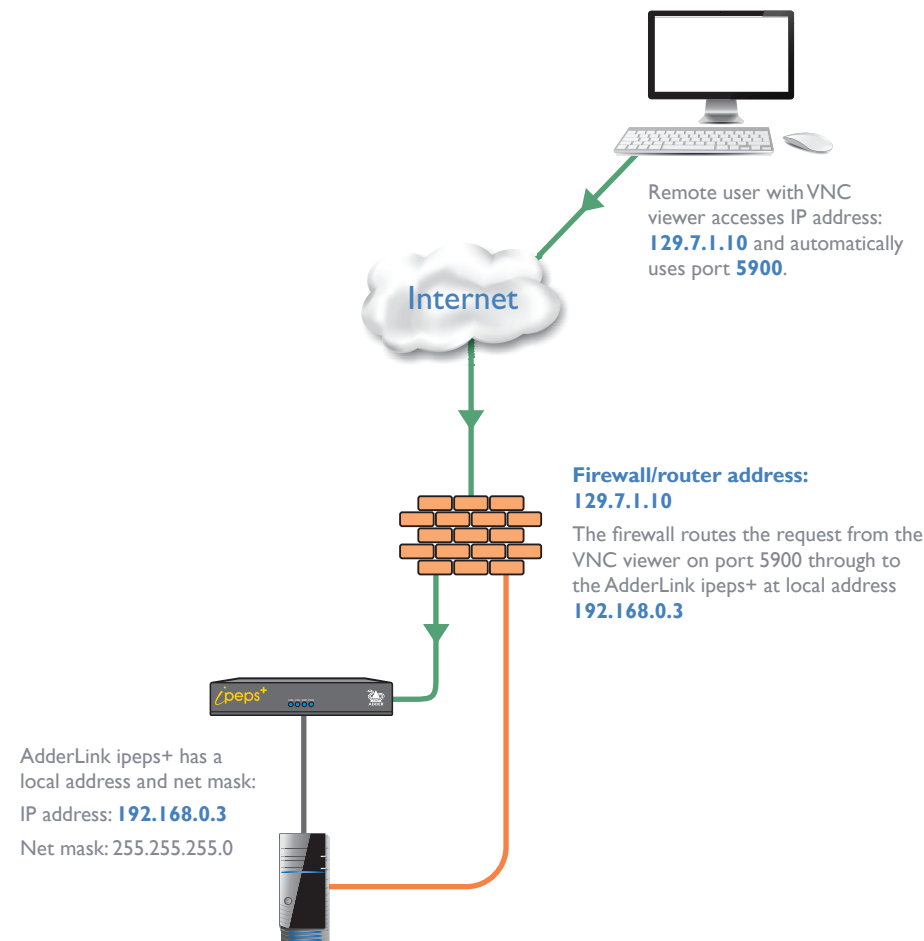 Remote user with VNC
viewer accesses IP address:
129.7.1.10 and automatically
uses port 5900.
Internet
Firewall/router address:
129.7.1.10
The firewall routes the request from the
VNC viewer on port 5900 through to
the AdderLink ipeps+ at local address
192.168.0.3
ipeps+
ADDER
AdderLink ipeps+ has a
local address and net mask:
IP address: 192.168.0.3
Net mask: 255.255.255.0